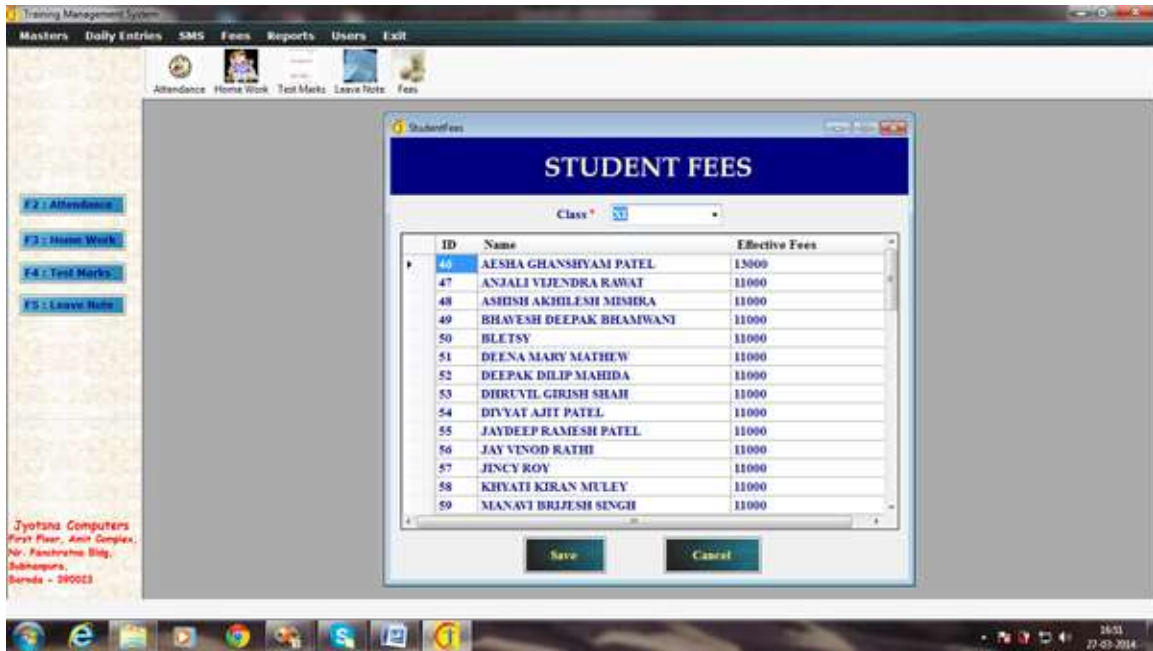 Training Management System
Masters Daily Entries SMS Fees Reports Users Exit
Attendance Home Work Test Marks Leave Note Fees
StudentFees
STUDENT FEES
Class * XI
ID Name Effective Fees
46 AESHA GHANSHYAM PATEL 13000
47 ANJALI VIJENDRA RAWAT 11000
48 ASHISH AKHILESH MISHRA 11000
49 BHAVESH DEEPAK BHAMWANI 11000
50 BLETSY 11000
51 DEENA MARY MATHEW 11000
52 DEEPAK DILIP MAHIDA 11000
53 DHRUVIL GIRISH SHAH 11000
54 DIVYAT AJIT PATEL 11000
55 JAYDEEP RAMESH PATEL 11000
56 JAY VINOD RATHI 11000
57 JINCY ROY 11000
58 KHYATI KIRAN MULEY 11000
59 MANAVI BRIJESH SINGH 11000
Save Cancel
F2 : Attendance
F3 : Home Work
F4 : Test Marks
F5 : Leave Note
Jyotsna Computers
First Floor, Amit Complex,
Nr. Panchratna Bldg,
Subhanpura,
Baroda - 390023
16:51
27-03-2014